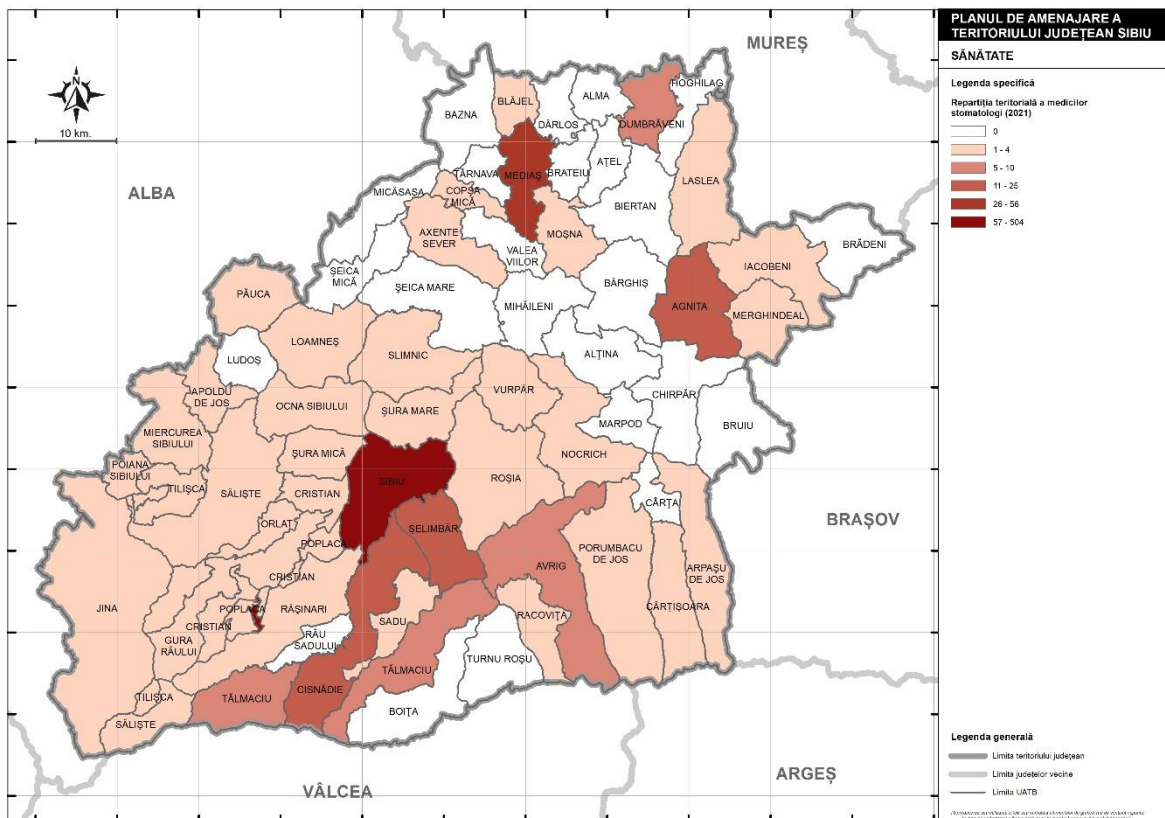 PLANUL DE AMENAJARE A
TERITORIULUI JUDEȚEAN SIBIU
SĂNĂTATE
Legenda specifică
Repartiția teritorială a medicilor
stomatologi (2021)
0
1 - 4
5 - 10
11 - 25
26 - 56
57 - 504
N
10 km.
MUREȘ
ALBA
BRAȘOV
ARGEȘ
VÂLCEA
HOGHILAG
BLĂJEL
ALMA
BAZNA
DÂRLOS
DUMBRĂVENI
AȚEL
TÂRNAVA
MEDIAȘ
BRATEIU
LASLEA
MICĂSASA
COPȘA
MICĂ
BIERTAN
AXENTE
SEVER
MOȘNA
BRĂDENI
VALEA
VIILOR
IACOBENI
ȘEICA
MICĂ
BÂRGHIȘ
ȘEICA MARE
PĂUCA
MIHĂILENI
AGNITA
MERGHINDEAL
LOAMNEȘ
SLIMNIC
ALȚINA
LUDOȘ
VURPĂR
CHIRPĂR
APOLDU
DE JOS
OCNA SIBIULUI
ȘURA MARE
MARPOD
BRUIU
MIERCUREA
SIBIULUI
ȘURA MICĂ
NOCRICH
POIANA
SIBIULUI
TILIȘCA
SĂLIȘTE
CRISTIAN
SIBIU
ROȘIA
CÂRȚA
ORLAT
ȘELIMBĂR
POPLACA
PORUMBACU
DE JOS
AVRIG
ARPAȘU
DE JOS
CRISTIAN
JINA
POPLACA
RĂȘINARI
CÂRȚIȘOARA
CRISTIAN
SADU
RACOVIȚA
GURA
RÂULUI
RÂU
SADULUI
TURNU ROȘU
TĂLMACIU
TILIȘCA
TĂLMACIU
CISNĂDIE
BOIȚA
SĂLIȘTE
Legenda generală
Limita teritoriului județean
Limita județelor vecine
Limita UATB